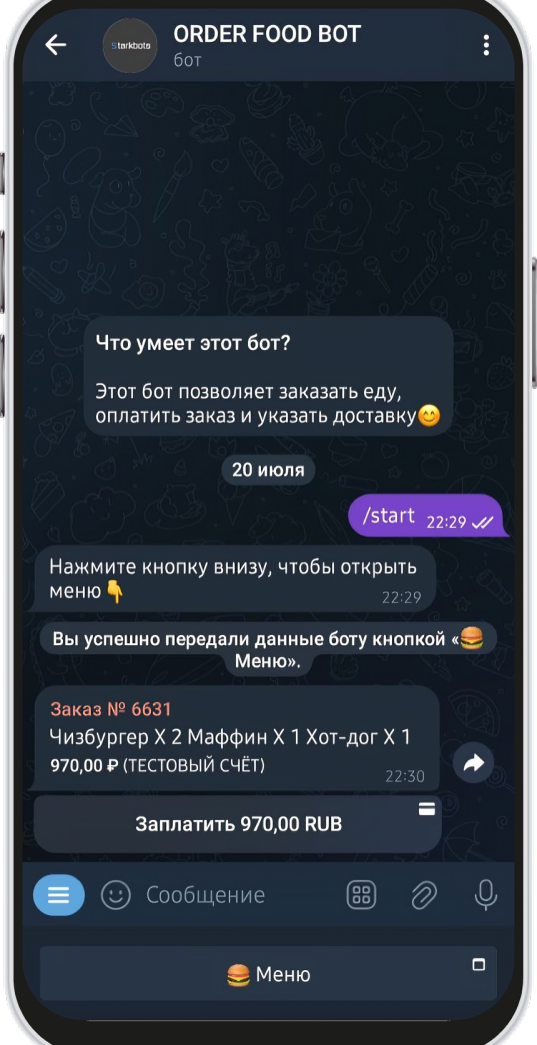 Starkbots
ORDER FOOD BOT
бот
Что умеет этот бот?
Этот бот позволяет заказать еду,
оплатить заказ и указать доставку😊
20 июля
/start 22:29
Нажмите кнопку внизу, чтобы открыть
меню👇 22:29
Вы успешно передали данные боту кнопкой «🍔
Меню».
Заказ № 6631
Чизбургер X 2 Маффин X 1 Хот-дог X 1
970,00 ₽ (ТЕСТОВЫЙ СЧЁТ) 22:30
Заплатить 970,00 RUB
Сообщение
🍔 Меню